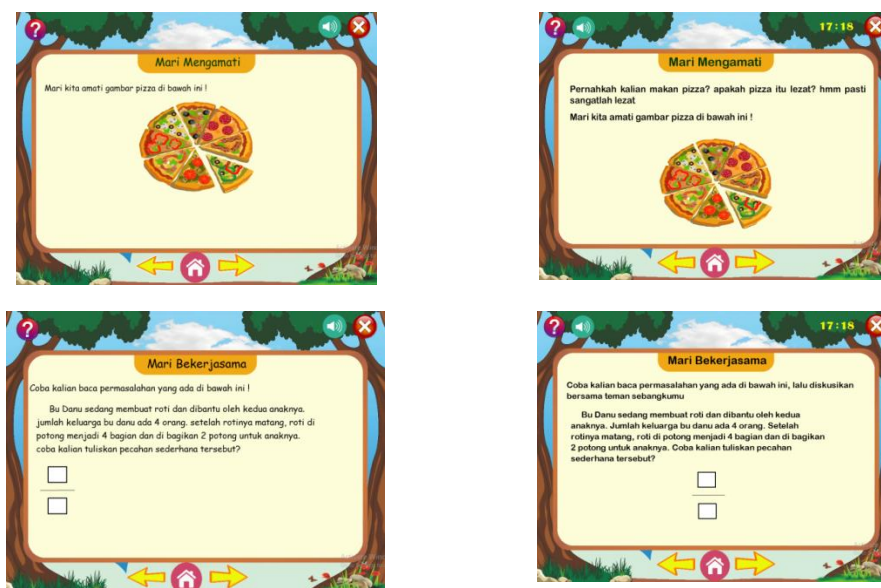 ?
Mari Mengamati
Mari kita amati gambar pizza di bawah ini !
?
17:18
Mari Mengamati
Pernahkah kalian makan pizza? apakah pizza itu lezat? hmm pasti
sangatlah lezat
Mari kita amati gambar pizza di bawah ini !
?
Mari Bekerjasama
Coba kalian baca permasalahan yang ada di bawah ini !
Bu Danu sedang membuat roti dan dibantu oleh kedua anaknya.
jumlah keluarga bu danu ada 4 orang. setelah rotinya matang, roti di
potong menjadi 4 bagian dan di bagikan 2 potong untuk anaknya.
coba kalian tuliskan pecahan sederhana tersebut?
?
17:18
Mari Bekerjasama
Coba kalian baca permasalahan yang ada di bawah ini, lalu diskusikan
bersama teman sebangkumu
Bu Danu sedang membuat roti dan dibantu oleh kedua
anaknya. Jumlah keluarga bu danu ada 4 orang. Setelah
rotinya matang, roti di potong menjadi 4 bagian dan di bagikan
2 potong untuk anaknya. Coba kalian tuliskan pecahan
sederhana tersebut?